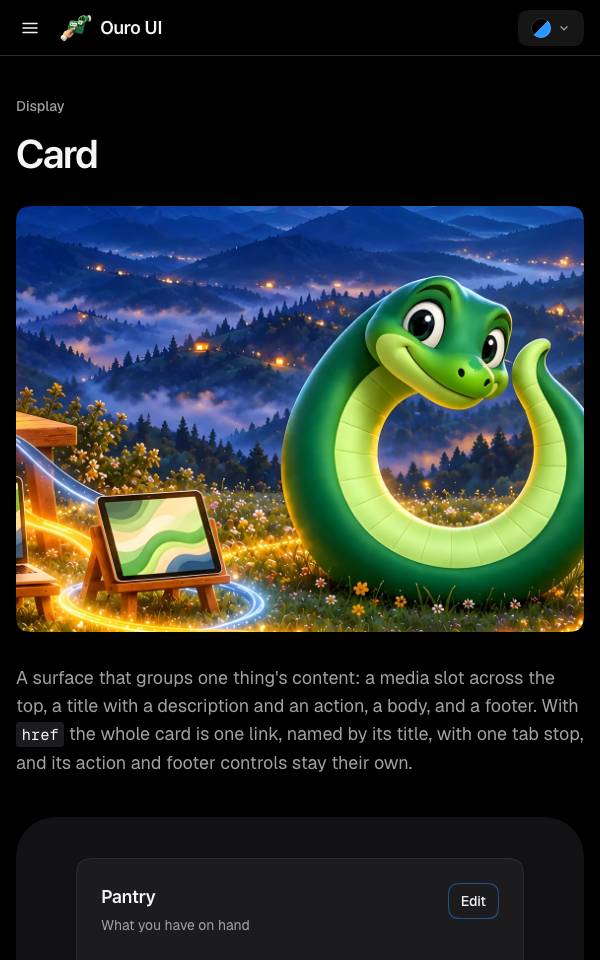 Ouro UI
Display
Card
A surface that groups one thing's content: a media slot across the
top, a title with a description and an action, a body, and a footer. With
href the whole card is one link, named by its title, with one tab stop,
and its action and footer controls stay their own.
Pantry
Edit
What you have on hand